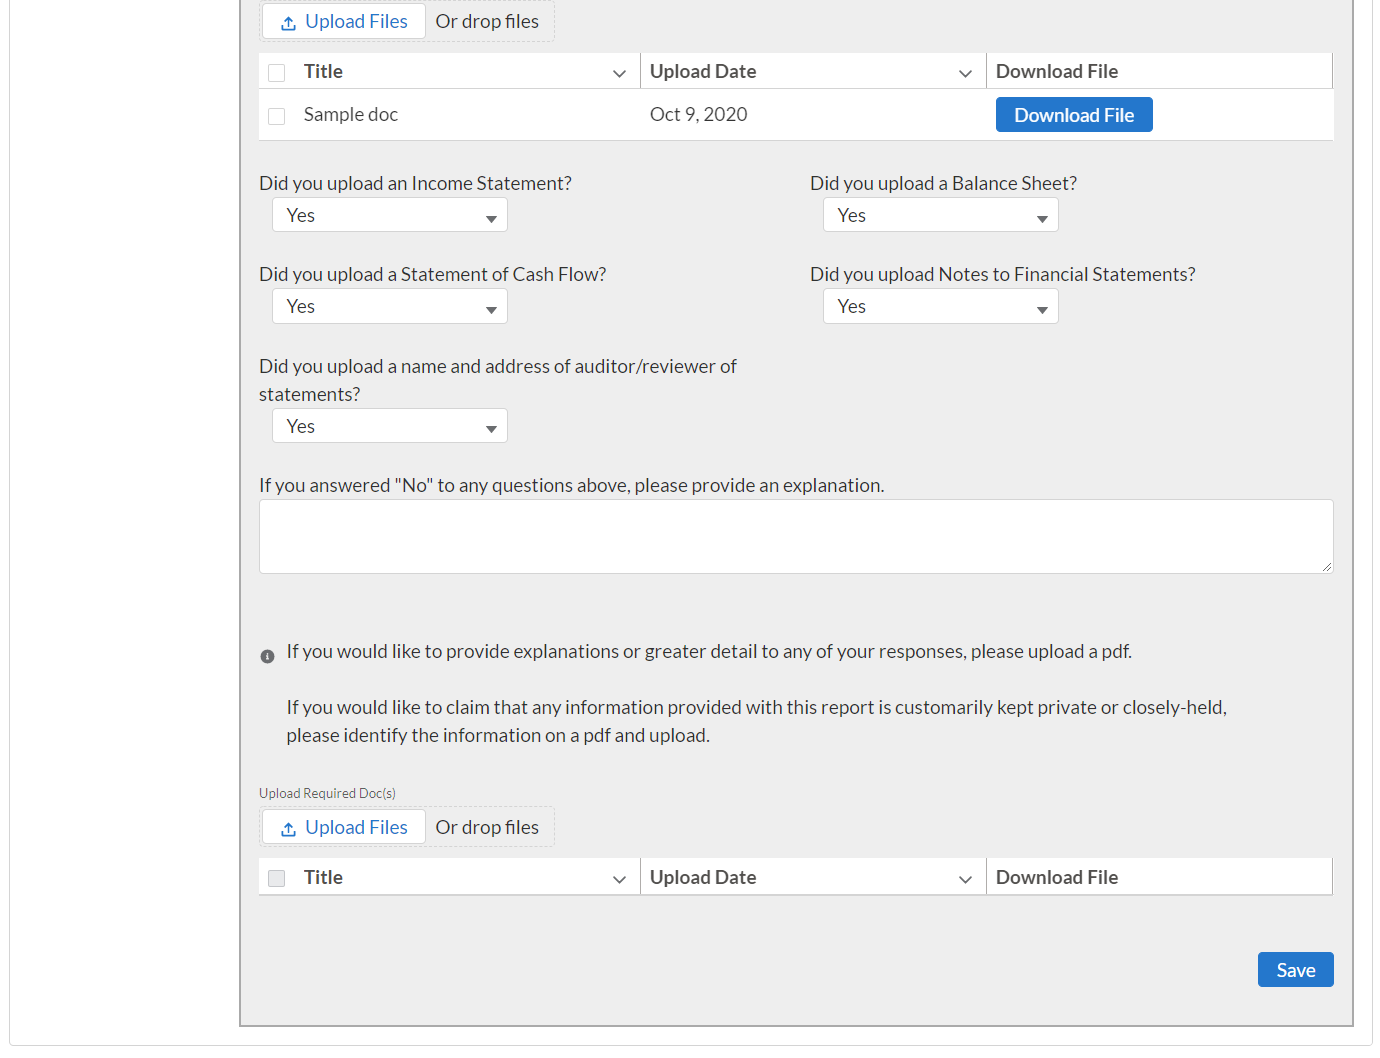 Upload Files Or drop files
Title Upload Date Download File
Sample doc Oct 9, 2020 Download File
Did you upload an Income Statement? Did you upload a Balance Sheet?
Yes Yes
Did you upload a Statement of Cash Flow? Did you upload Notes to Financial Statements?
Yes Yes
Did you upload a name and address of auditor/reviewer of
statements?
Yes
If you answered "No" to any questions above, please provide an explanation.
If you would like to provide explanations or greater detail to any of your responses, please upload a pdf.
If you would like to claim that any information provided with this report is customarily kept private or closely-held,
please identify the information on a pdf and upload.
Upload Required Doc(s)
Upload Files Or drop files
Title Upload Date Download File
Save